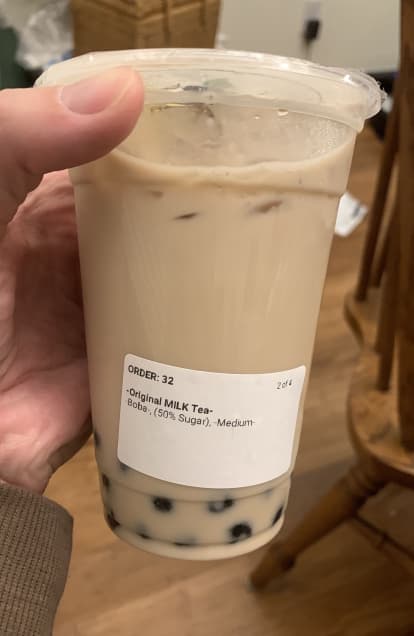 ORDER: 32
2 of 4
-Original MILK Tea-
Boba-, (50% Sugar), -Medium-